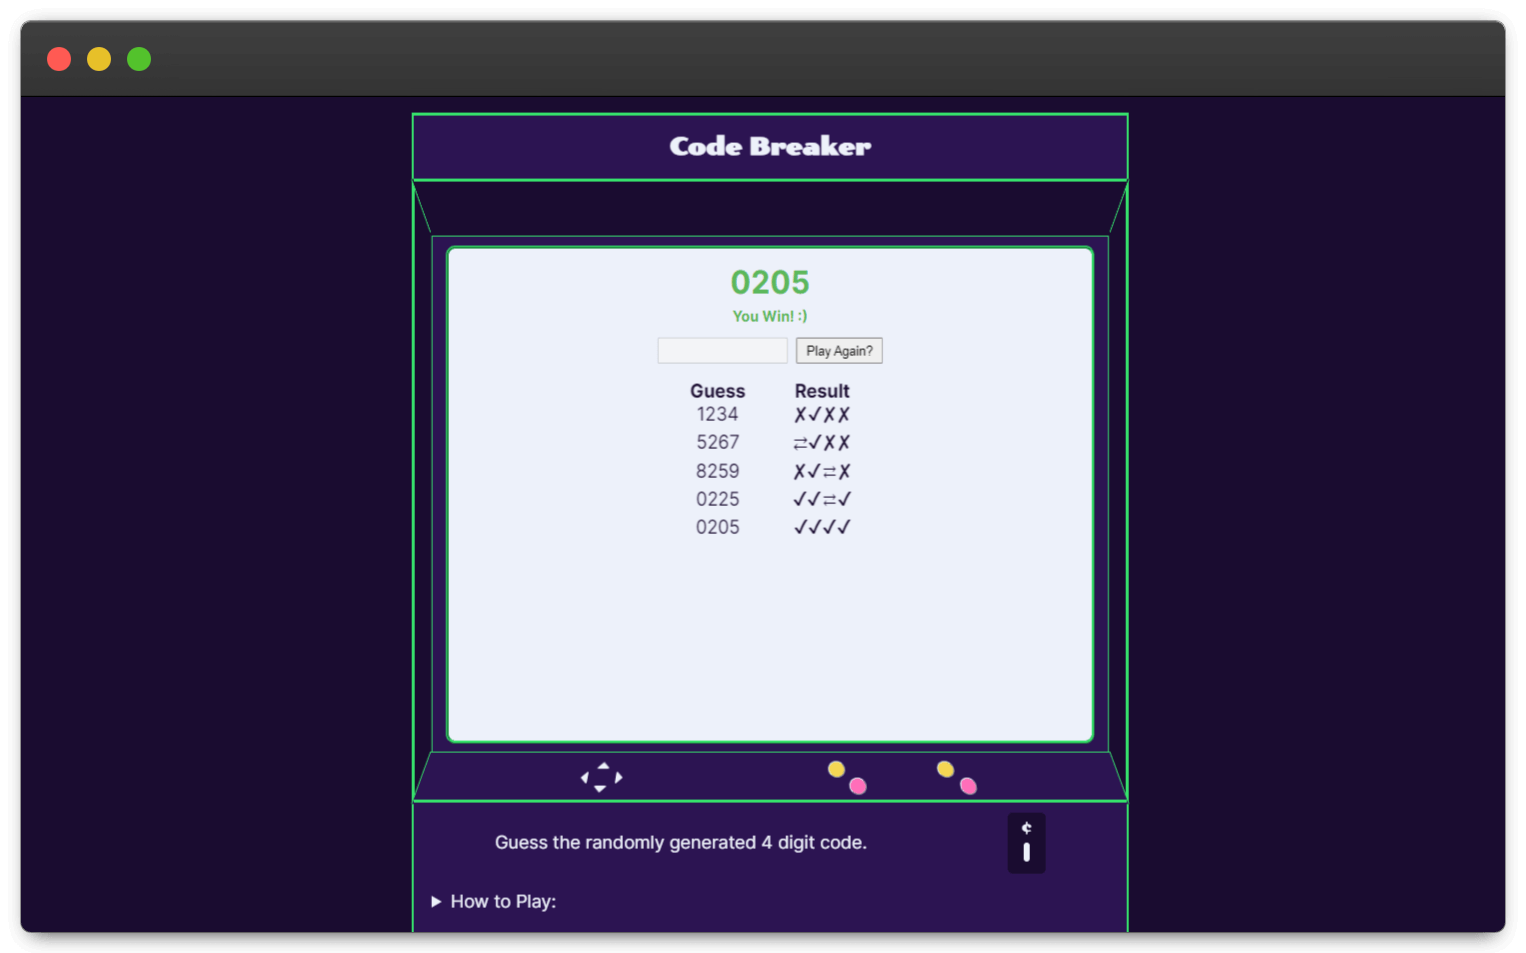 Code Breaker
0205
You Win! :)
Play Again?
Guess Result
1234 ✗✓✗✗
5267 ⇄✓✗✗
8259 ✗✓⇄✗
0225 ✓✓⇄✓
0205 ✓✓✓✓
Guess the randomly generated 4 digit code.
¢
▶ How to Play: